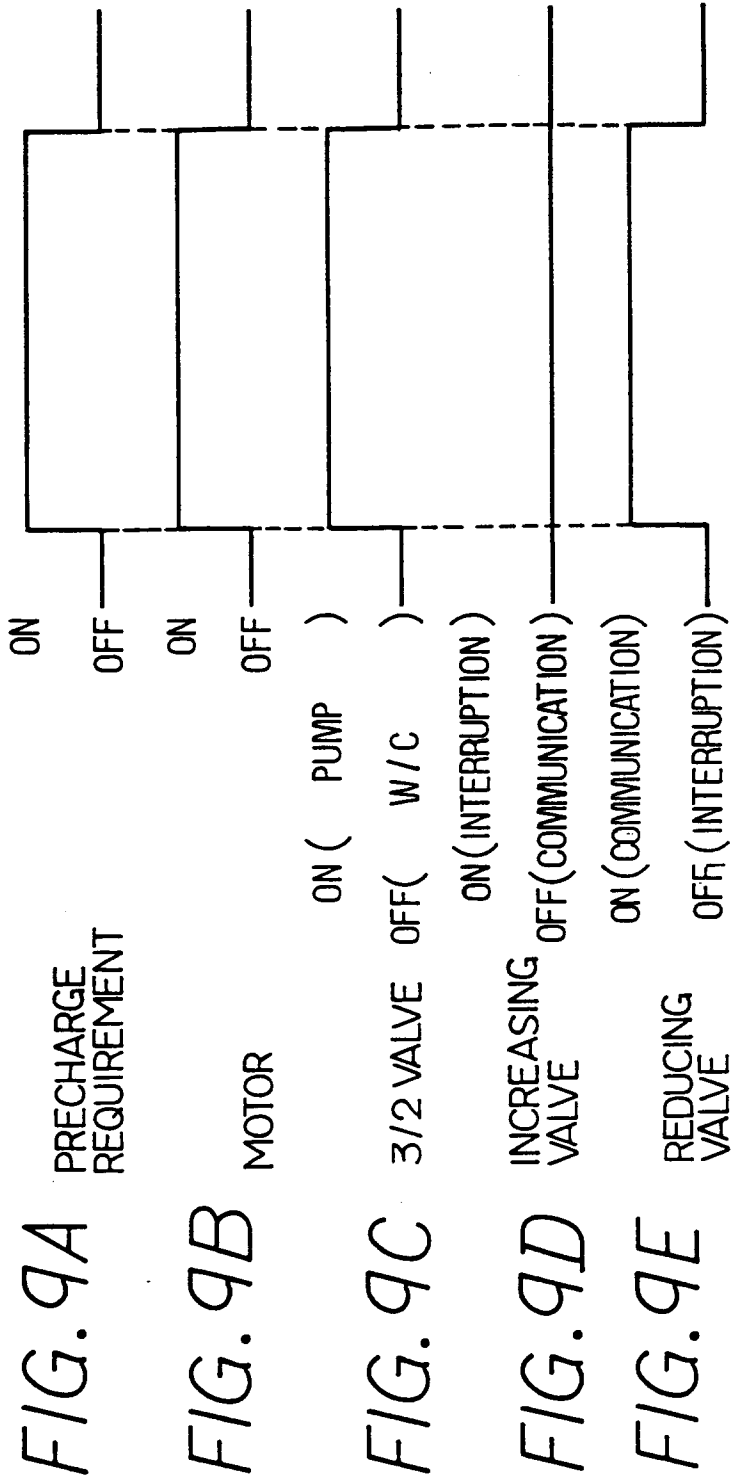 FIG. 9A
PRECHARGE
REQUIREMENT
ON
OFF
FIG. 9B
MOTOR
ON
OFF
FIG. 9C
3/2 VALVE
ON ( PUMP )
OFF( W/C )
FIG. 9D
INCREASING
VALVE
ON (INTERRUPTION)
OFF (COMMUNICATION)
FIG. 9E
REDUCING
VALVE
ON (COMMUNICATION)
OFF (INTERRUPTION)